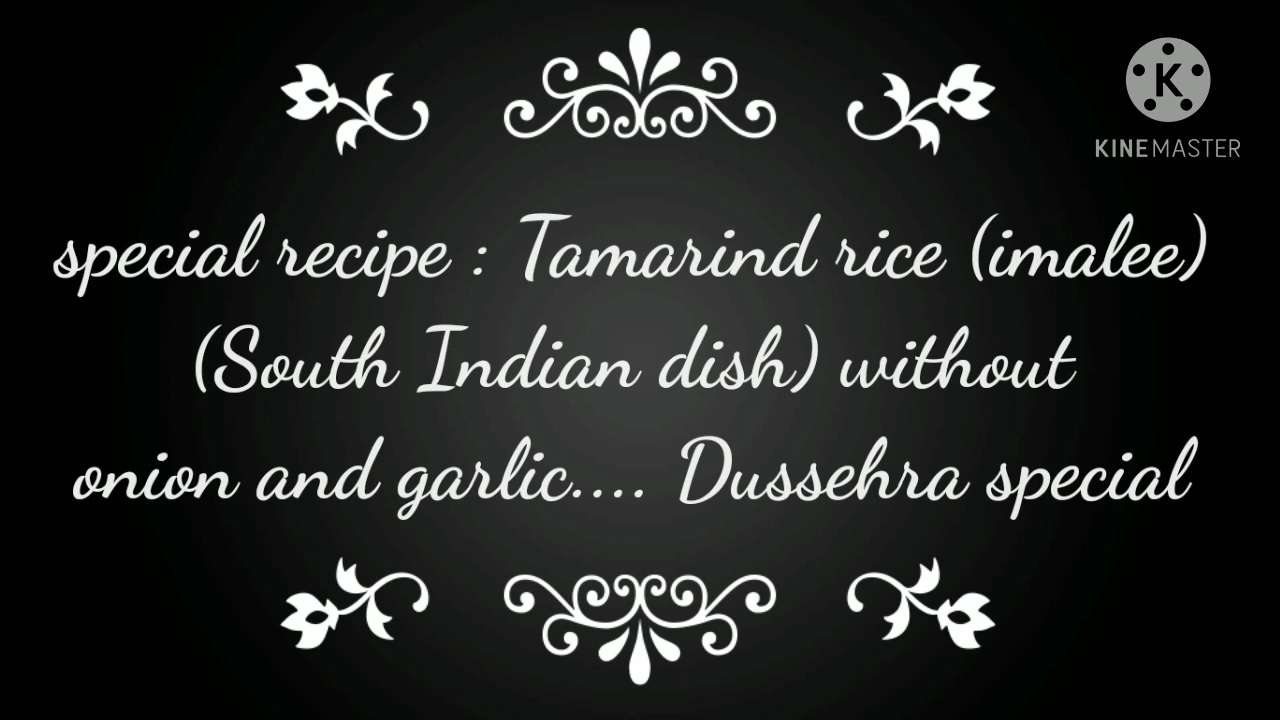 KINEMASTER
special recipe : Tamarind rice (imalee)
(South Indian dish) without
onion and garlic.... Dussehra special